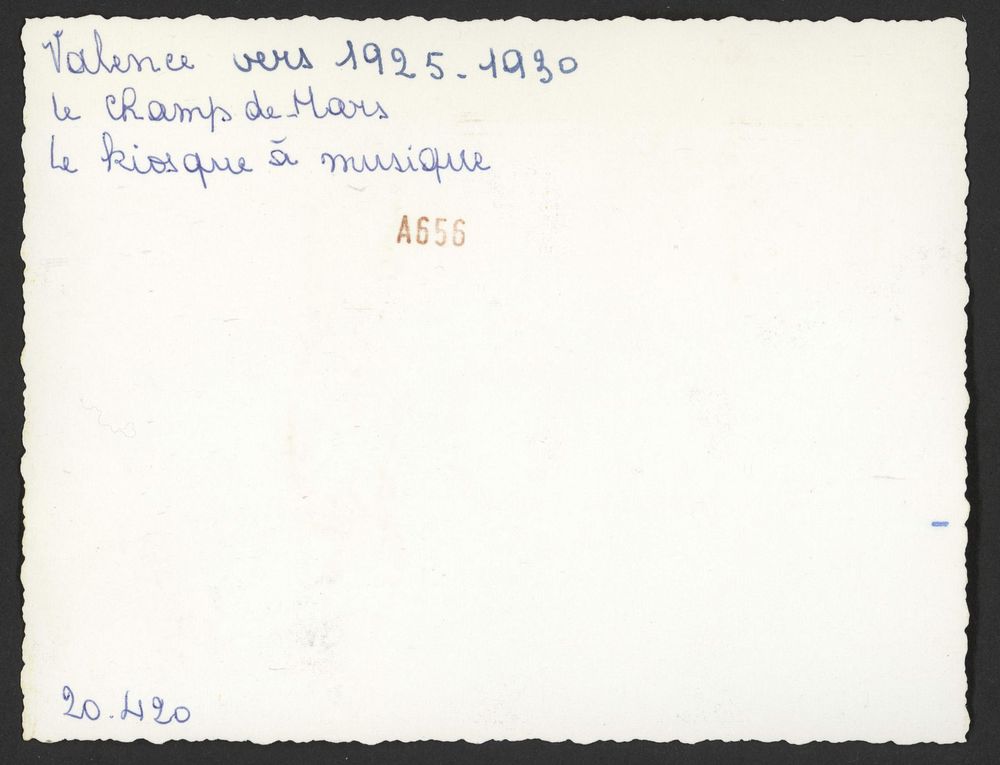 Valence vers 1925-1930
le champ de-Mars
Le kiosque à musique
A656
20.420